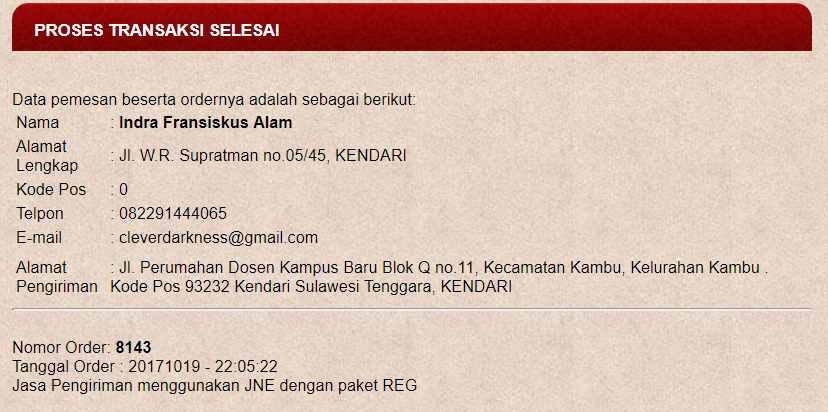 PROSES TRANSAKSI SELESAI
Data pemesan beserta ordernya adalah sebagai berikut:
Nama : Indra Fransiskus Alam
Alamat Lengkap : Jl. W.R. Supratman no.05/45, KENDARI
Kode Pos : 0
Telpon : 082291444065
E-mail : cleverdarkness@gmail.com
Alamat : Jl. Perumahan Dosen Kampus Baru Blok Q no.11, Kecamatan Kambu, Kelurahan Kambu .
Pengiriman Kode Pos 93232 Kendari Sulawesi Tenggara, KENDARI
Nomor Order: 8143
Tanggal Order : 20171019 - 22:05:22
Jasa Pengiriman menggunakan JNE dengan paket REG